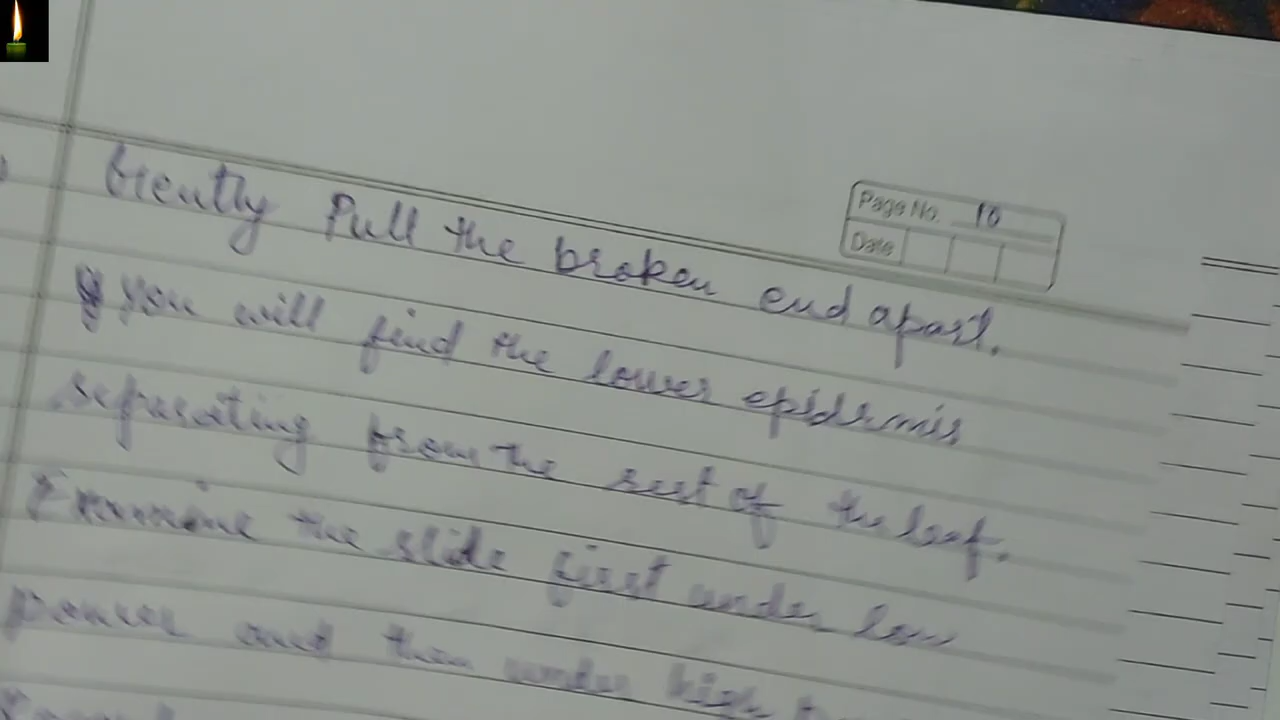 Page No. 10
Date
Gently Pull the broken end apart.
you will find the lower epidermis
separating from the rest of the leaf.
Examine the slide first under low
power and then under high